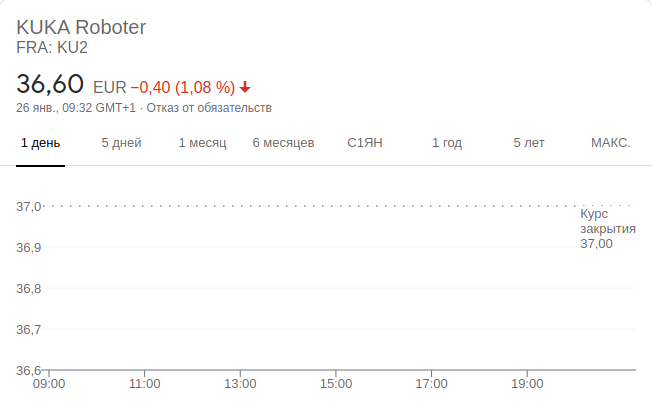 KUKA Roboter
FRA: KU2
36,60 EUR −0,40 (1,08 %)
26 янв., 09:32 GMT+1 · Отказ от обязательств
1 день 5 дней 1 месяц 6 месяцев С1ЯН 1 год 5 лет МАКС.
37,0
Курс
закрытия
37,00
36,9
36,8
36,7
36,6
09:00 11:00 13:00 15:00 17:00 19:00